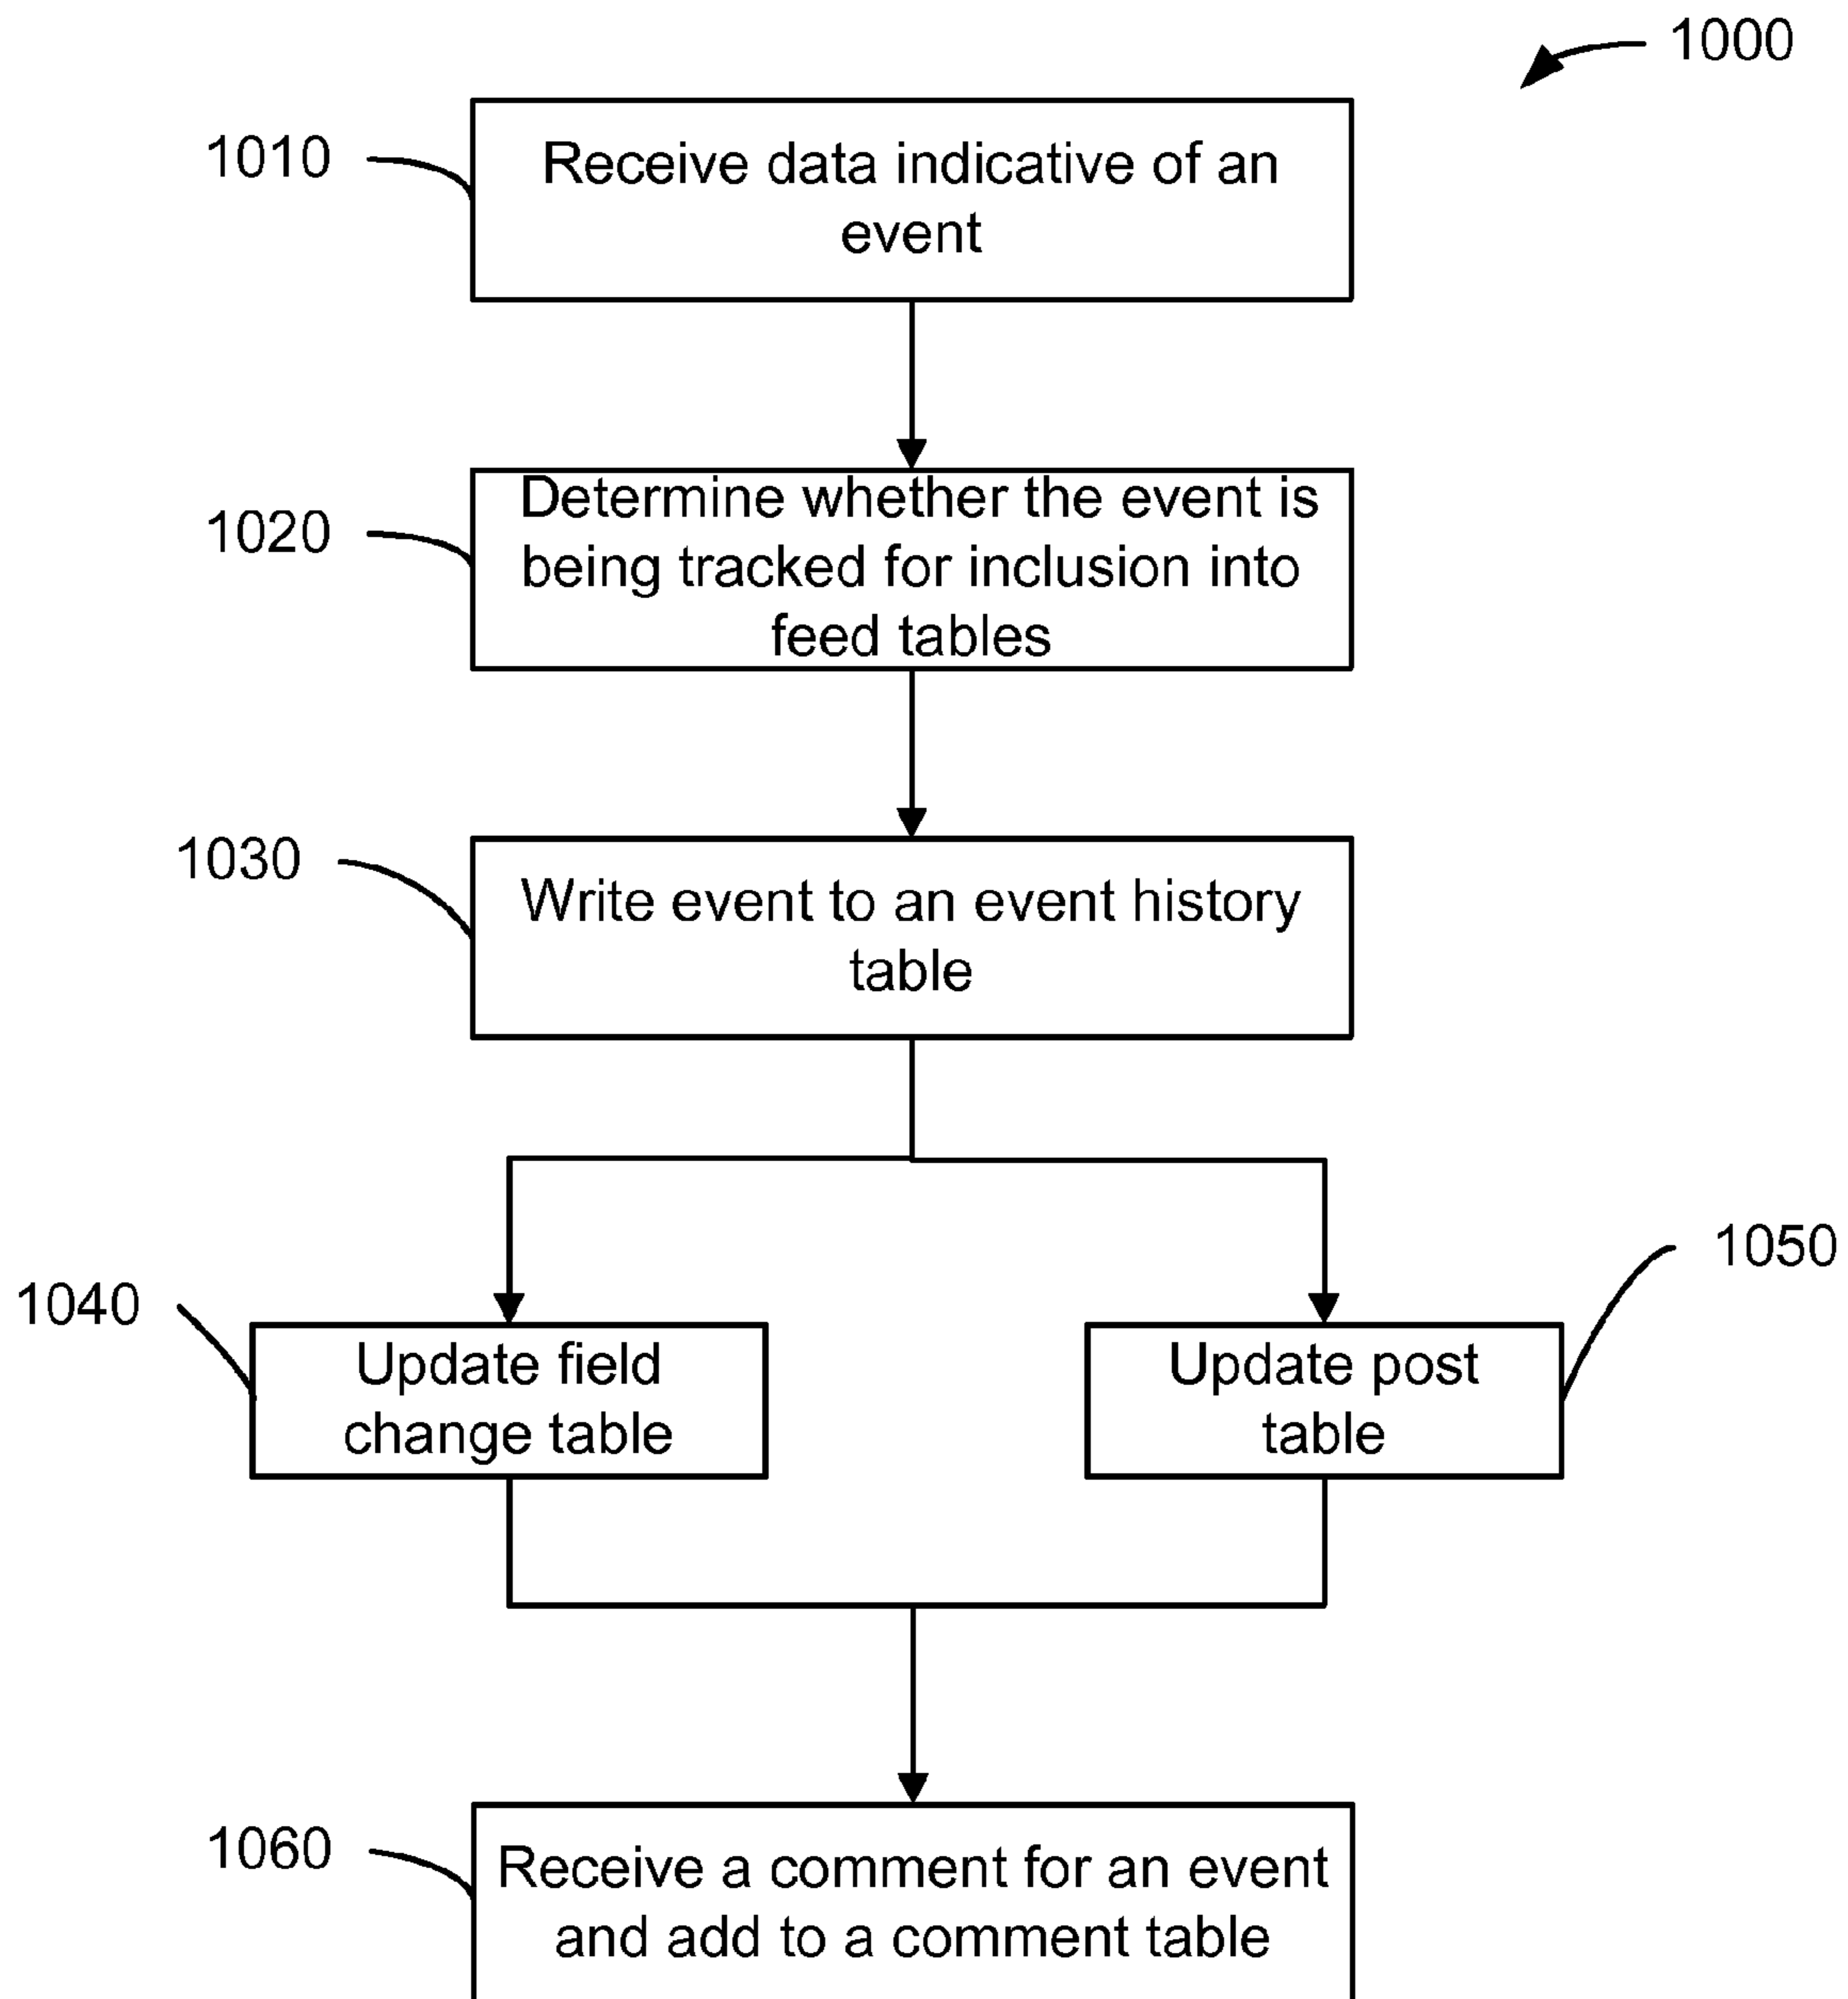 1000
1010
Receive data indicative of an
event
1020
Determine whether the event is
being tracked for inclusion into
feed tables
1030
Write event to an event history
table
1040
Update field
change table
1050
Update post
table
1060
Receive a comment for an event
and add to a comment table